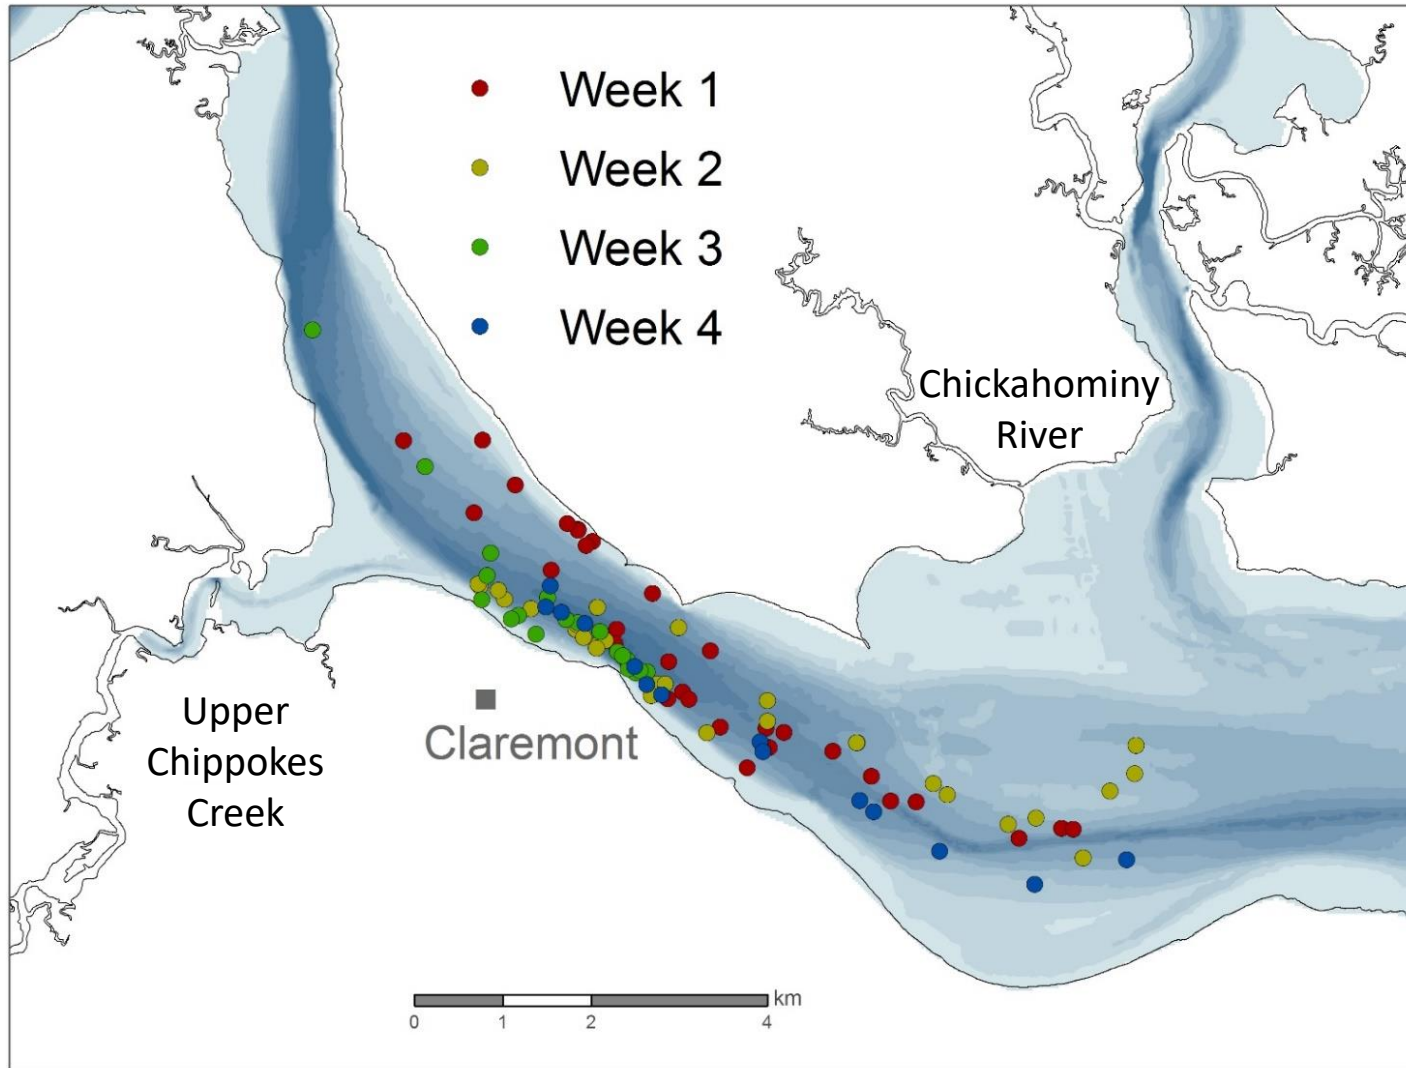 Week 1
Week 2
Week 3
Week 4
Chickahominy
River
Upper
Chippokes
Creek
Claremont
km
0 1 2 4